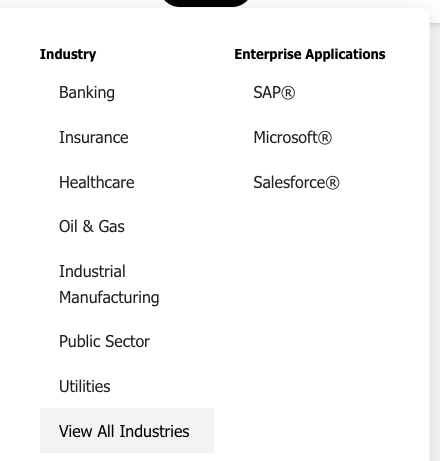 Industry
Banking
Insurance
Healthcare
Oil & Gas
Industrial
Manufacturing
Public Sector
Utilities
View All Industries
Enterprise Applications
SAP®
Microsoft®
Salesforce®